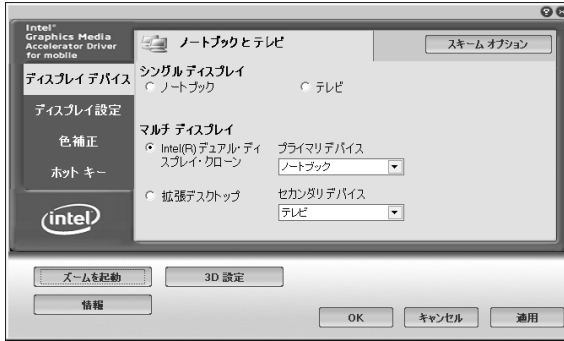 Intel®
Graphics Media
Accelerator Driver
for mobile
ノートブックとテレビ
スキーム オプション
ディスプレイ デバイス
ディスプレイ設定
色補正
ホット キー
intel
シングル ディスプレイ
ノートブック
テレビ
マルチ ディスプレイ
Intel(R) デュアル・ディ
スプレイ・クローン
プライマリ デバイス
ノートブック
拡張デスクトップ
セカンダリ デバイス
テレビ
ズームを起動
3D 設定
情報
OK
キャンセル
適用